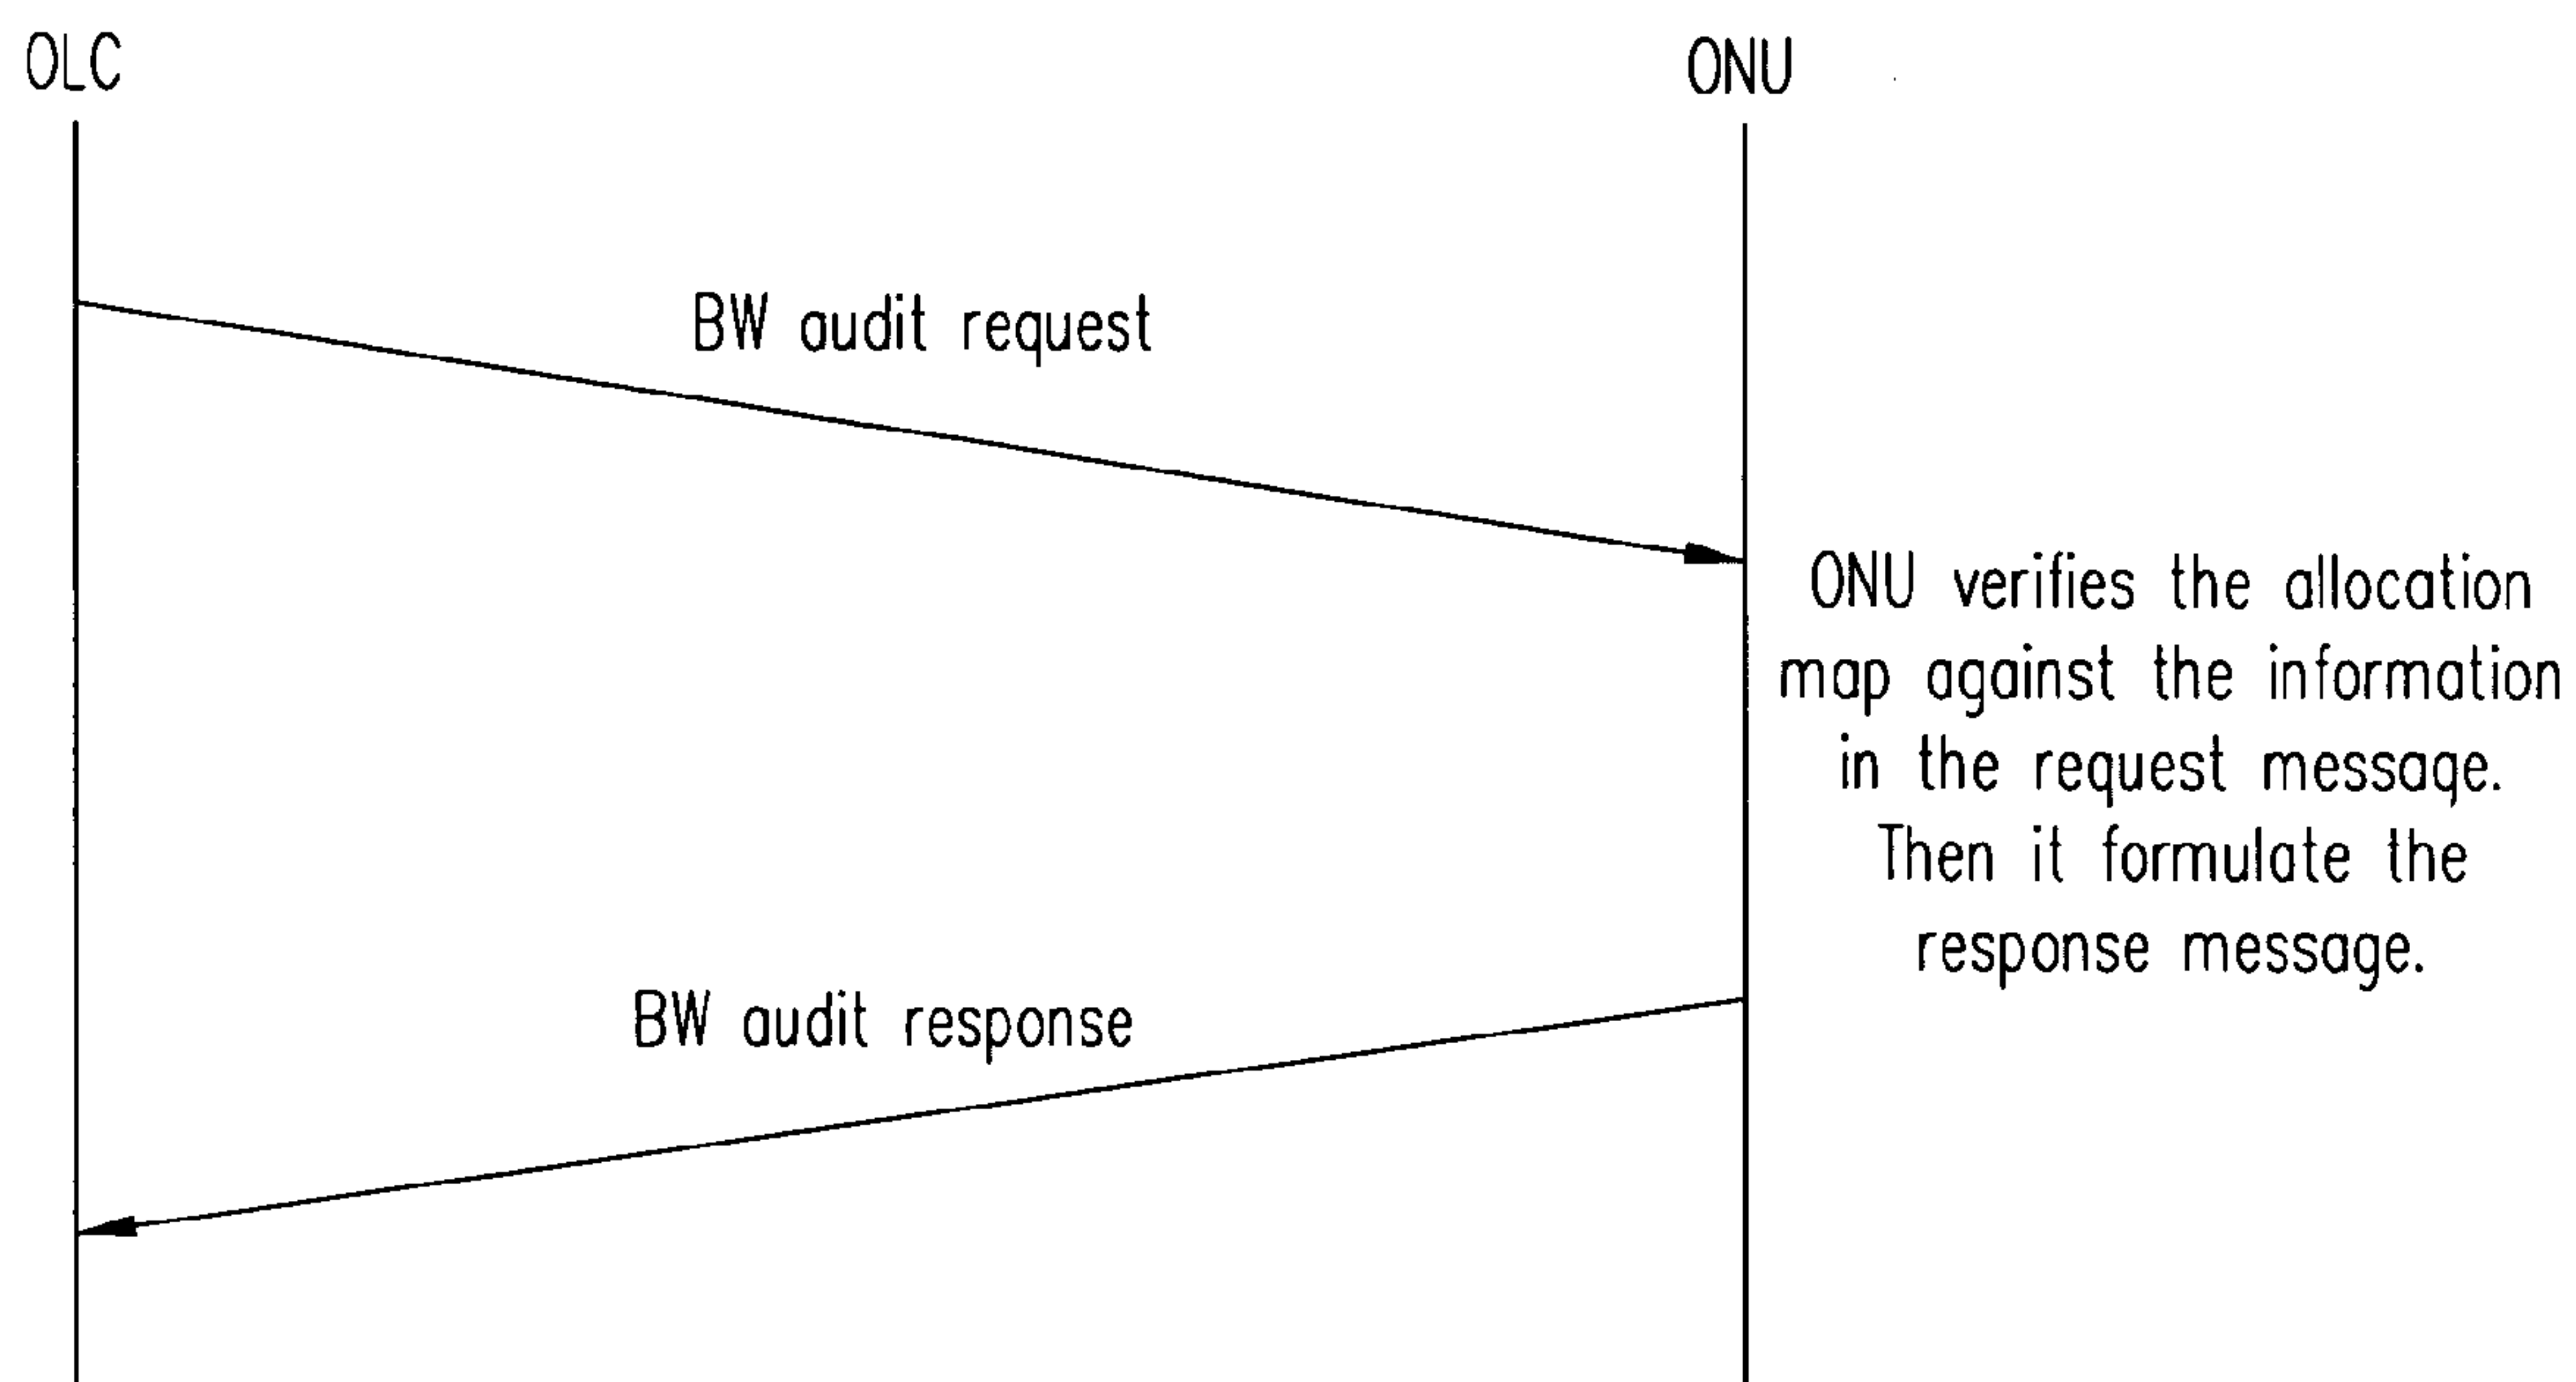 OLC
ONU
BW audit request
ONU verifies the allocation
map against the information
in the request message.
Then it formulate the
response message.
BW audit response